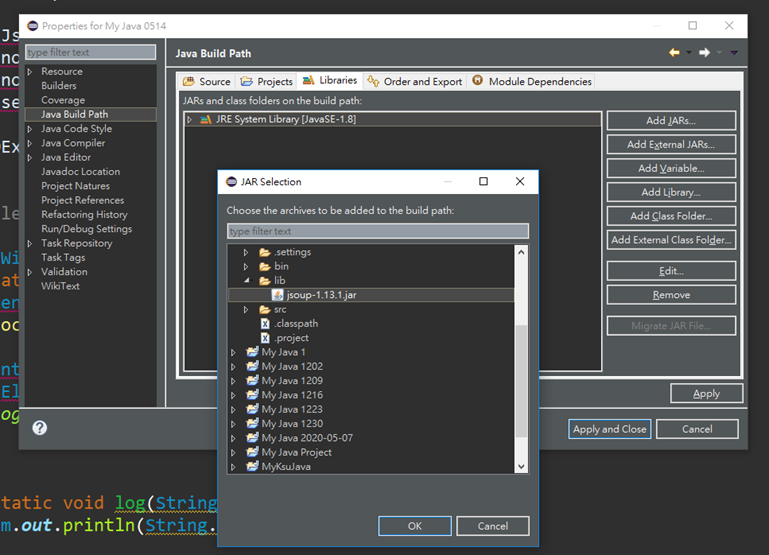 Properties for My Java 0514
type filter text
Resource
Builders
Coverage
Java Build Path
Java Code Style
Java Compiler
Java Editor
Javadoc Location
Project Natures
Project References
Refactoring History
Run/Debug Settings
Task Repository
Task Tags
Validation
WikiText
Java Build Path
Source
Projects
Libraries
Order and Export
Module Dependencies
JARs and class folders on the build path:
JRE System Library [JavaSE-1.8]
Add JARs...
Add External JARs...
Add Variable...
Add Library...
Add Class Folder...
Add External Class Folder...
Edit...
Remove
Migrate JAR File...
Apply
Apply and Close
Cancel
JAR Selection
Choose the archives to be added to the build path:
type filter text
.settings
bin
lib
jsoup-1.13.1.jar
src
.classpath
.project
My Java 1
My Java 1202
My Java 1209
My Java 1216
My Java 1223
My Java 1230
My Java 2020-05-07
My Java Project
MyKsuJava
OK
Cancel
Js
no
no
se
Ex
le
Wi
at
en
oc
nt
El
og
tatic void log(String
m.out.println(String.